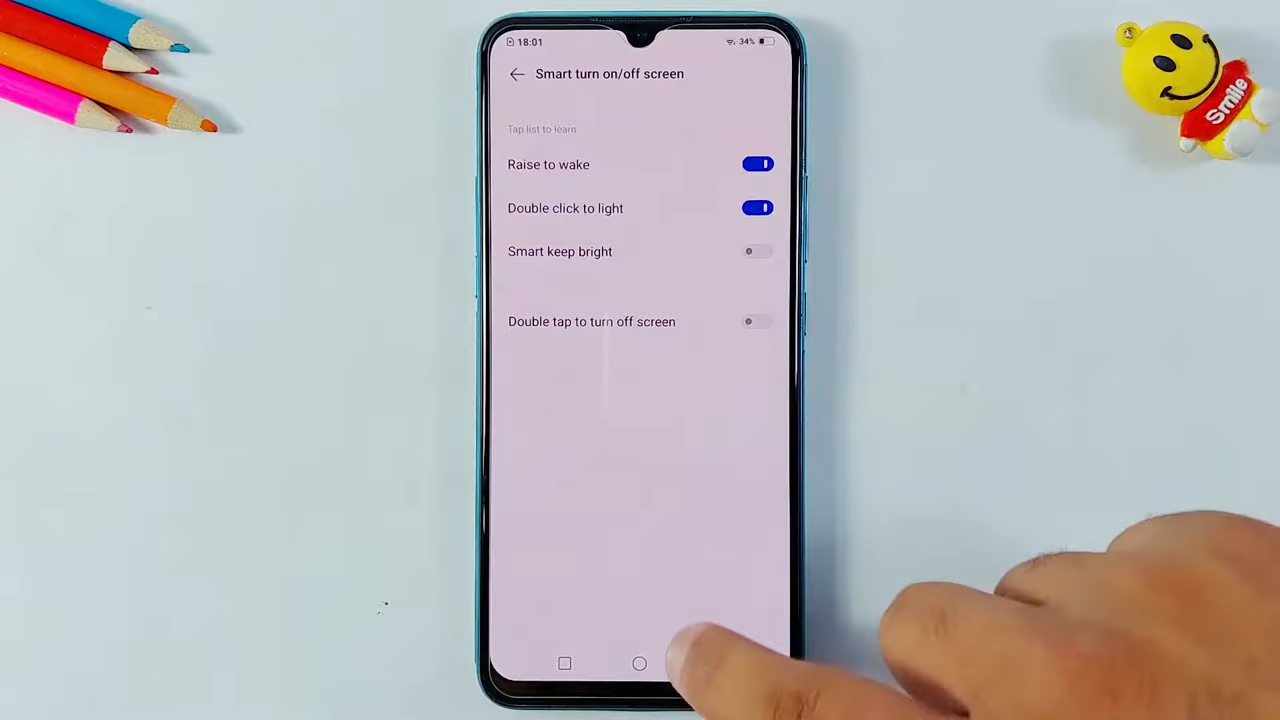 18:01
34%
Smart turn on/off screen
Tap list to learn
Raise to wake
Double click to light
Smart keep bright
Double tap to turn off screen
Smile